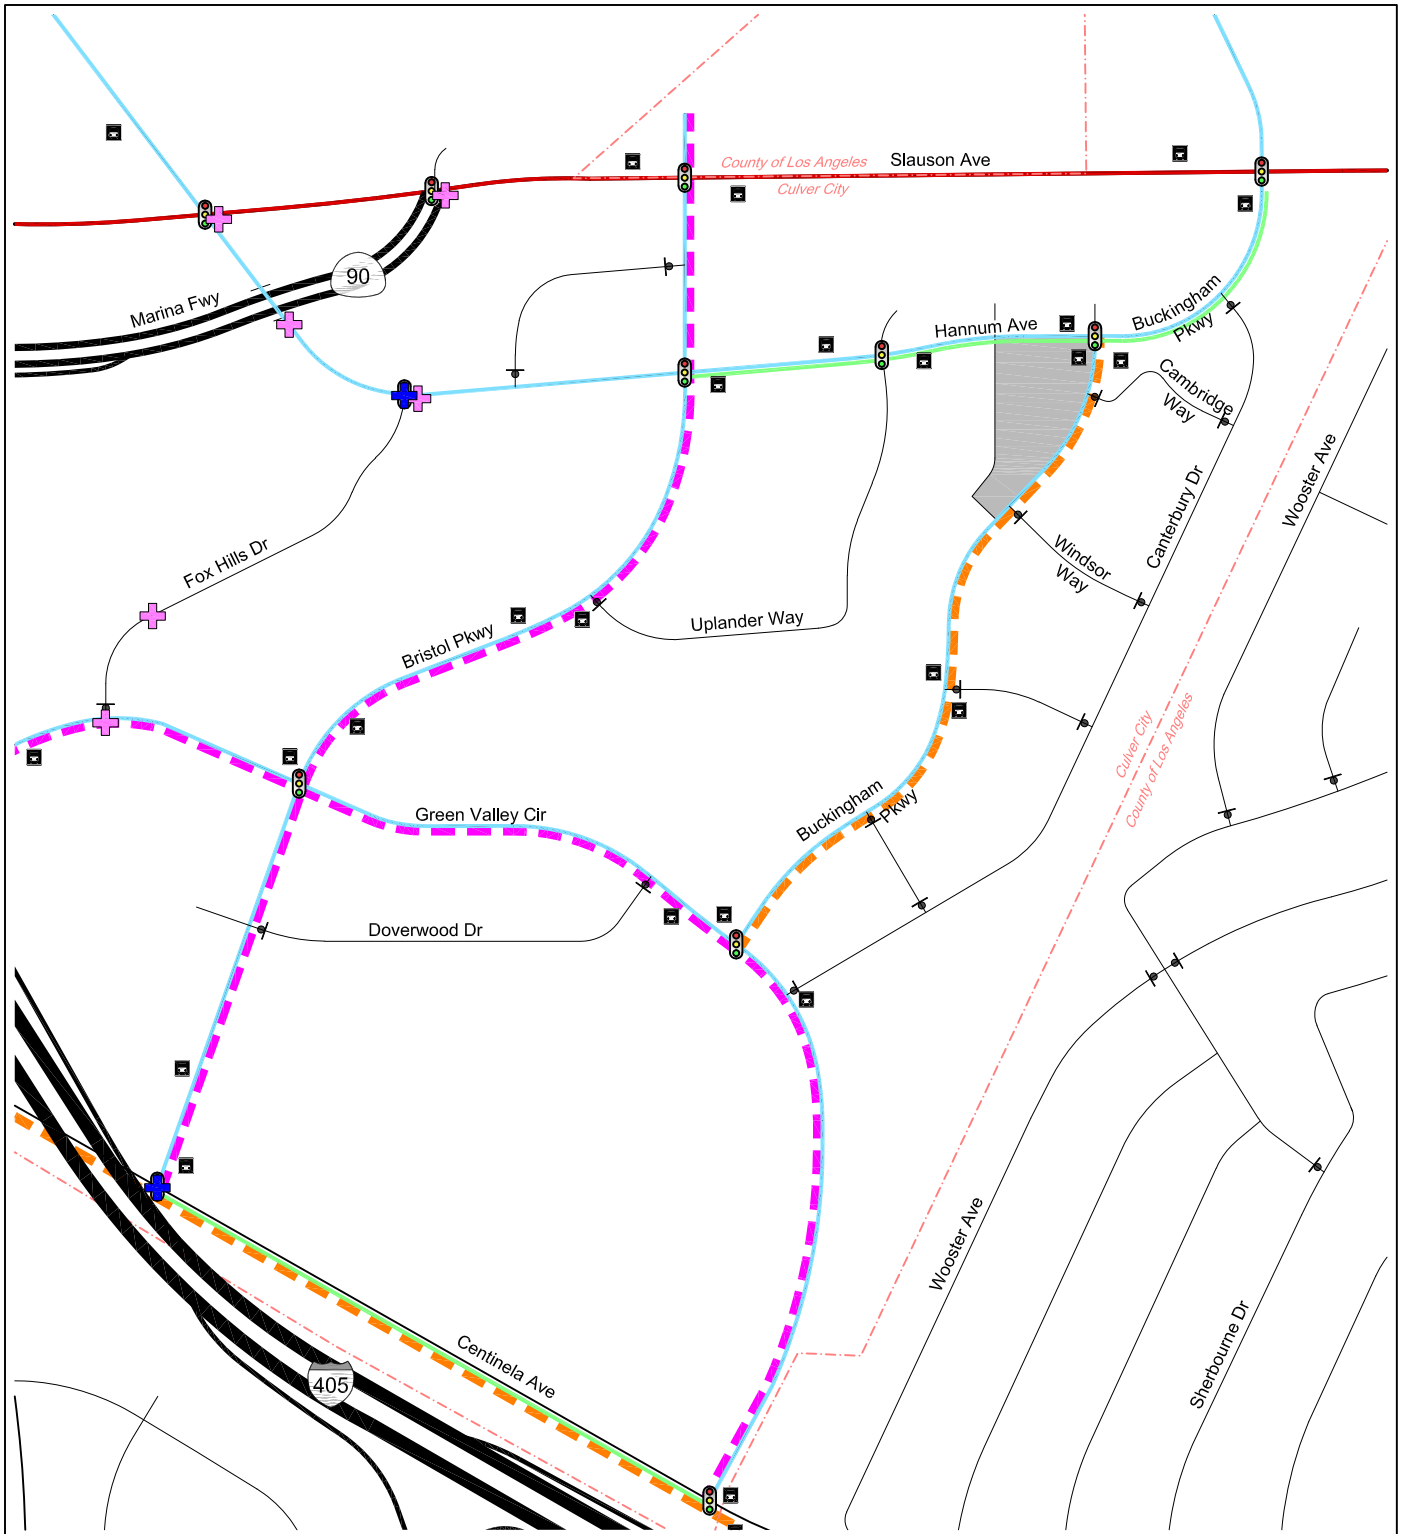 County of Los Angeles
Slauson Ave
Culver City
90
Marina Fwy
Buckingham
Pkwy
Hannum Ave
Cambridge
Way
Wooster Ave
Canterbury Dr
Fox Hills Dr
Windsor
Way
Uplander Way
Bristol Pkwy
Culver City
County of Los Angeles
Green Valley Cir
Buckingham
Pkwy
Doverwood Dr
Wooster Ave
Centinela Ave
405
Sherbourne Dr